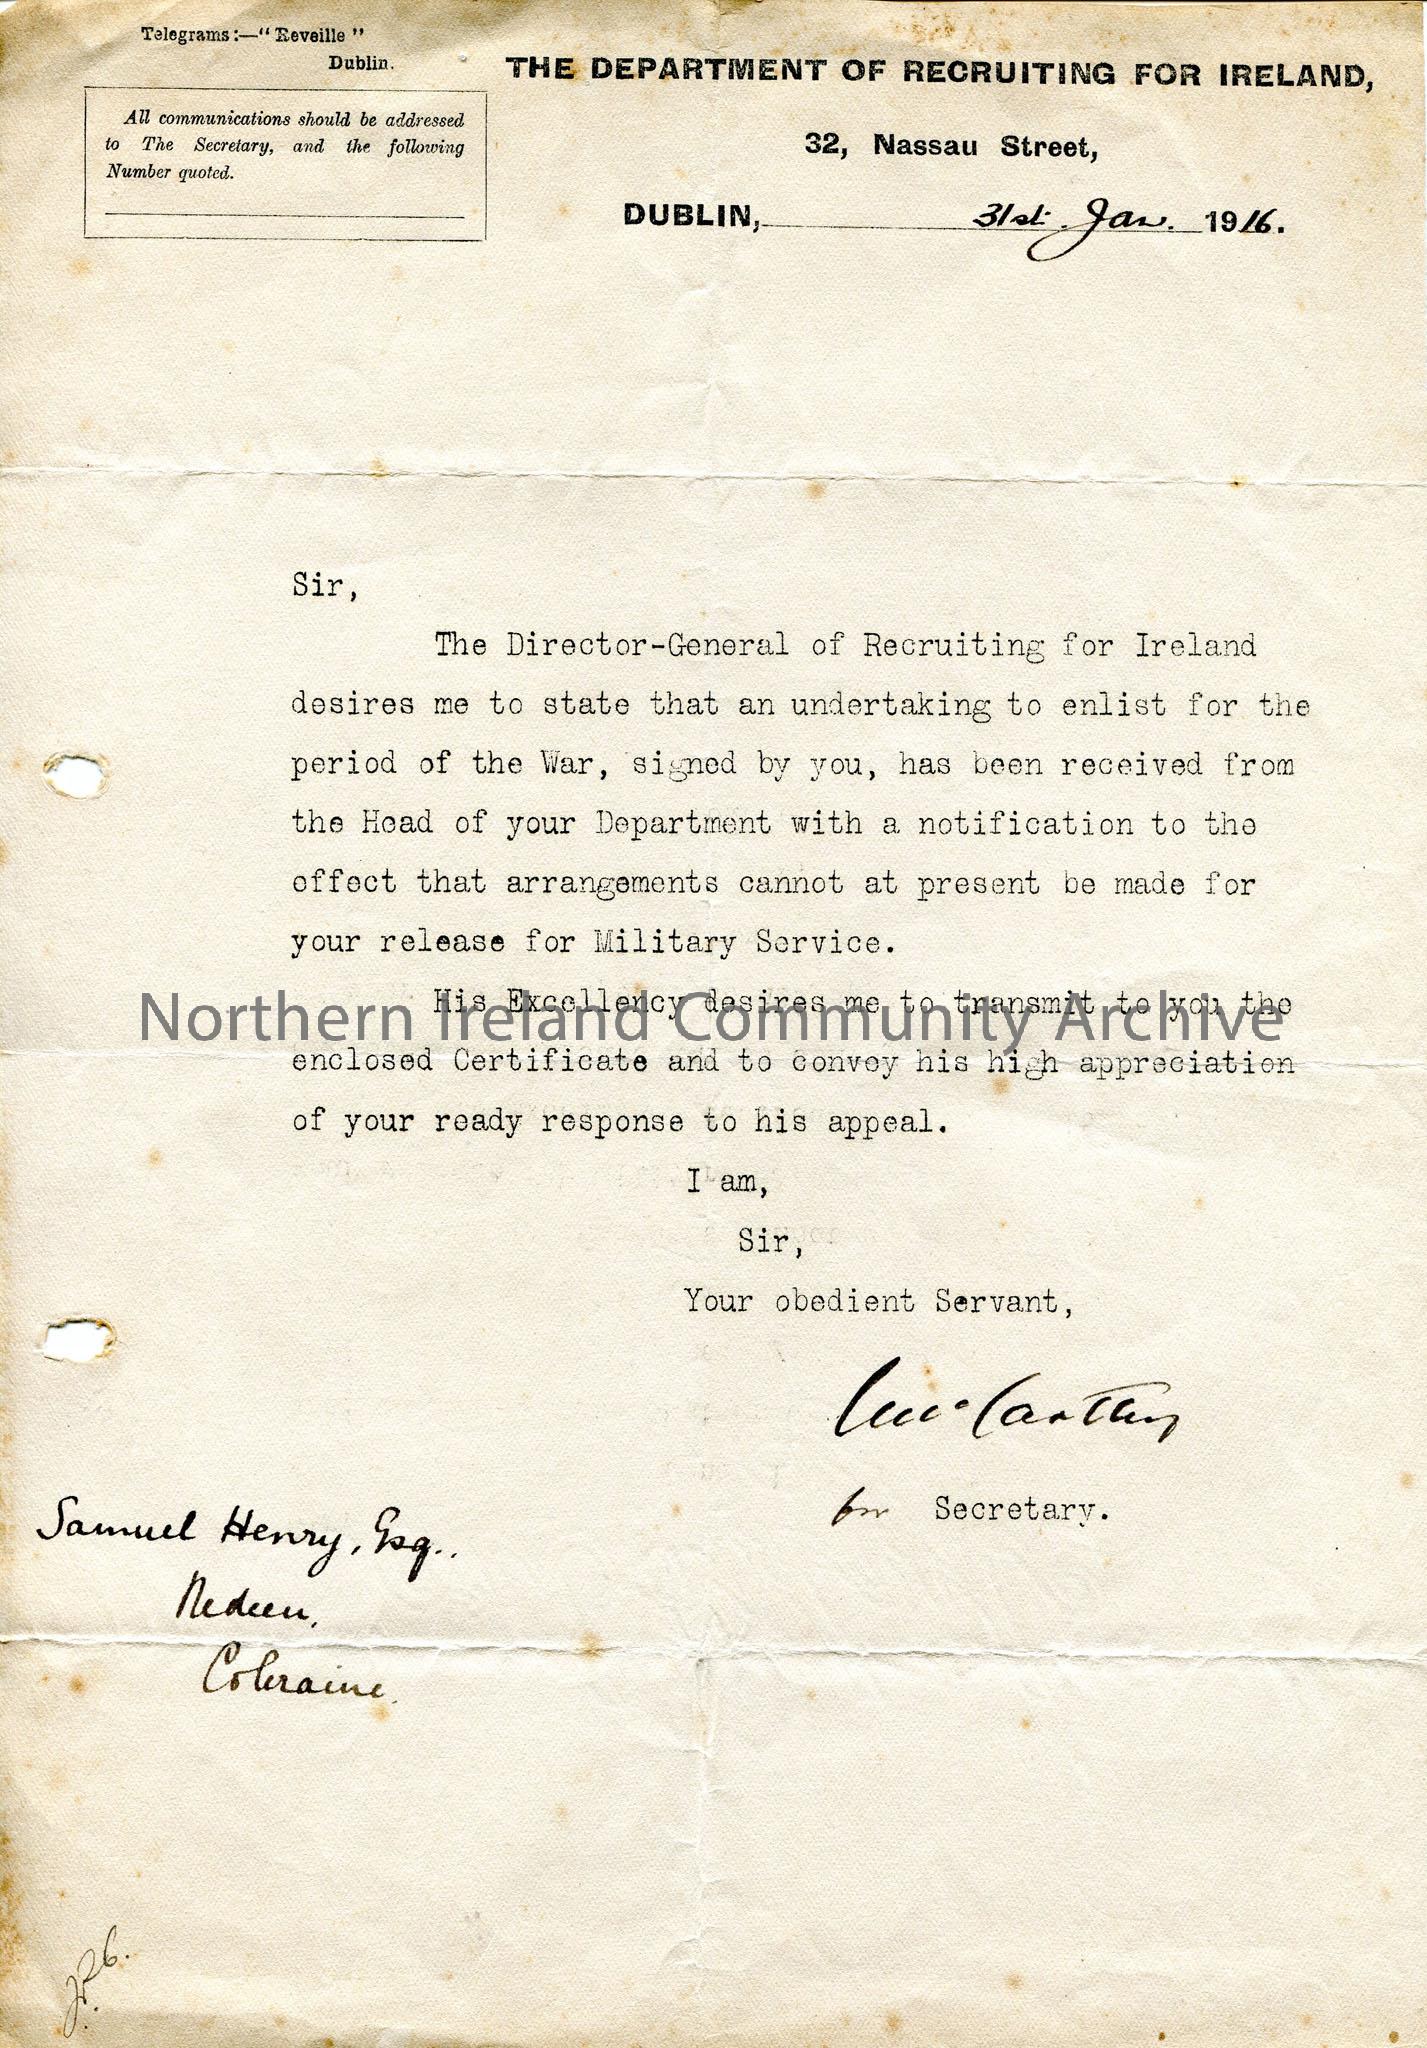 Telegrams:—"Reveille"
Dublin.
All communications should be addressed
to The Secretary, and the following
Number quoted.
THE DEPARTMENT OF RECRUITING FOR IRELAND,
32, Nassau Street,
DUBLIN, 31st. Jan. 1916.
Sir,
The Director-General of Recruiting for Ireland
desires me to state that an undertaking to enlist for the
period of the War, signed by you, has been received from
the Head of your Department with a notification to the
effect that arrangements cannot at present be made for
your release for Military Service.
His Excellency desires me to transmit to you the
Northern Ireland Community Archive
enclosed Certificate and to convey his high appreciation
of your ready response to his appeal.
I am,
Sir,
Your obedient Servant,
McCarthy
for Secretary.
Samuel Henry, Esq..
Redeen,
Coleraine.